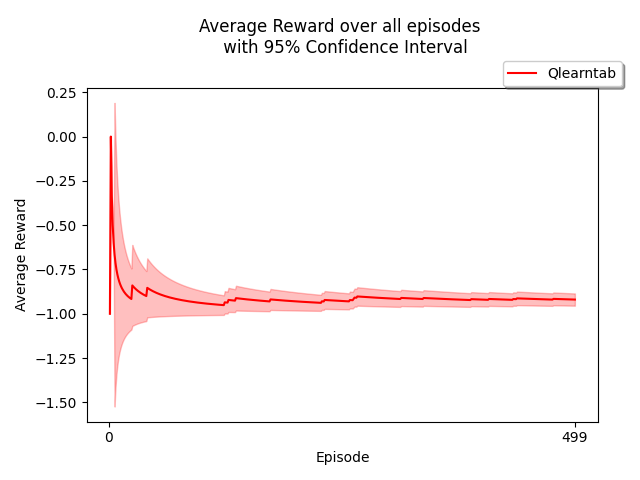 Average Reward over all episodes
with 95% Confidence Interval
Qlearntab
0.25
0.00
−0.25
−0.50
−0.75
−1.00
−1.25
−1.50
Average Reward
0
499
Episode